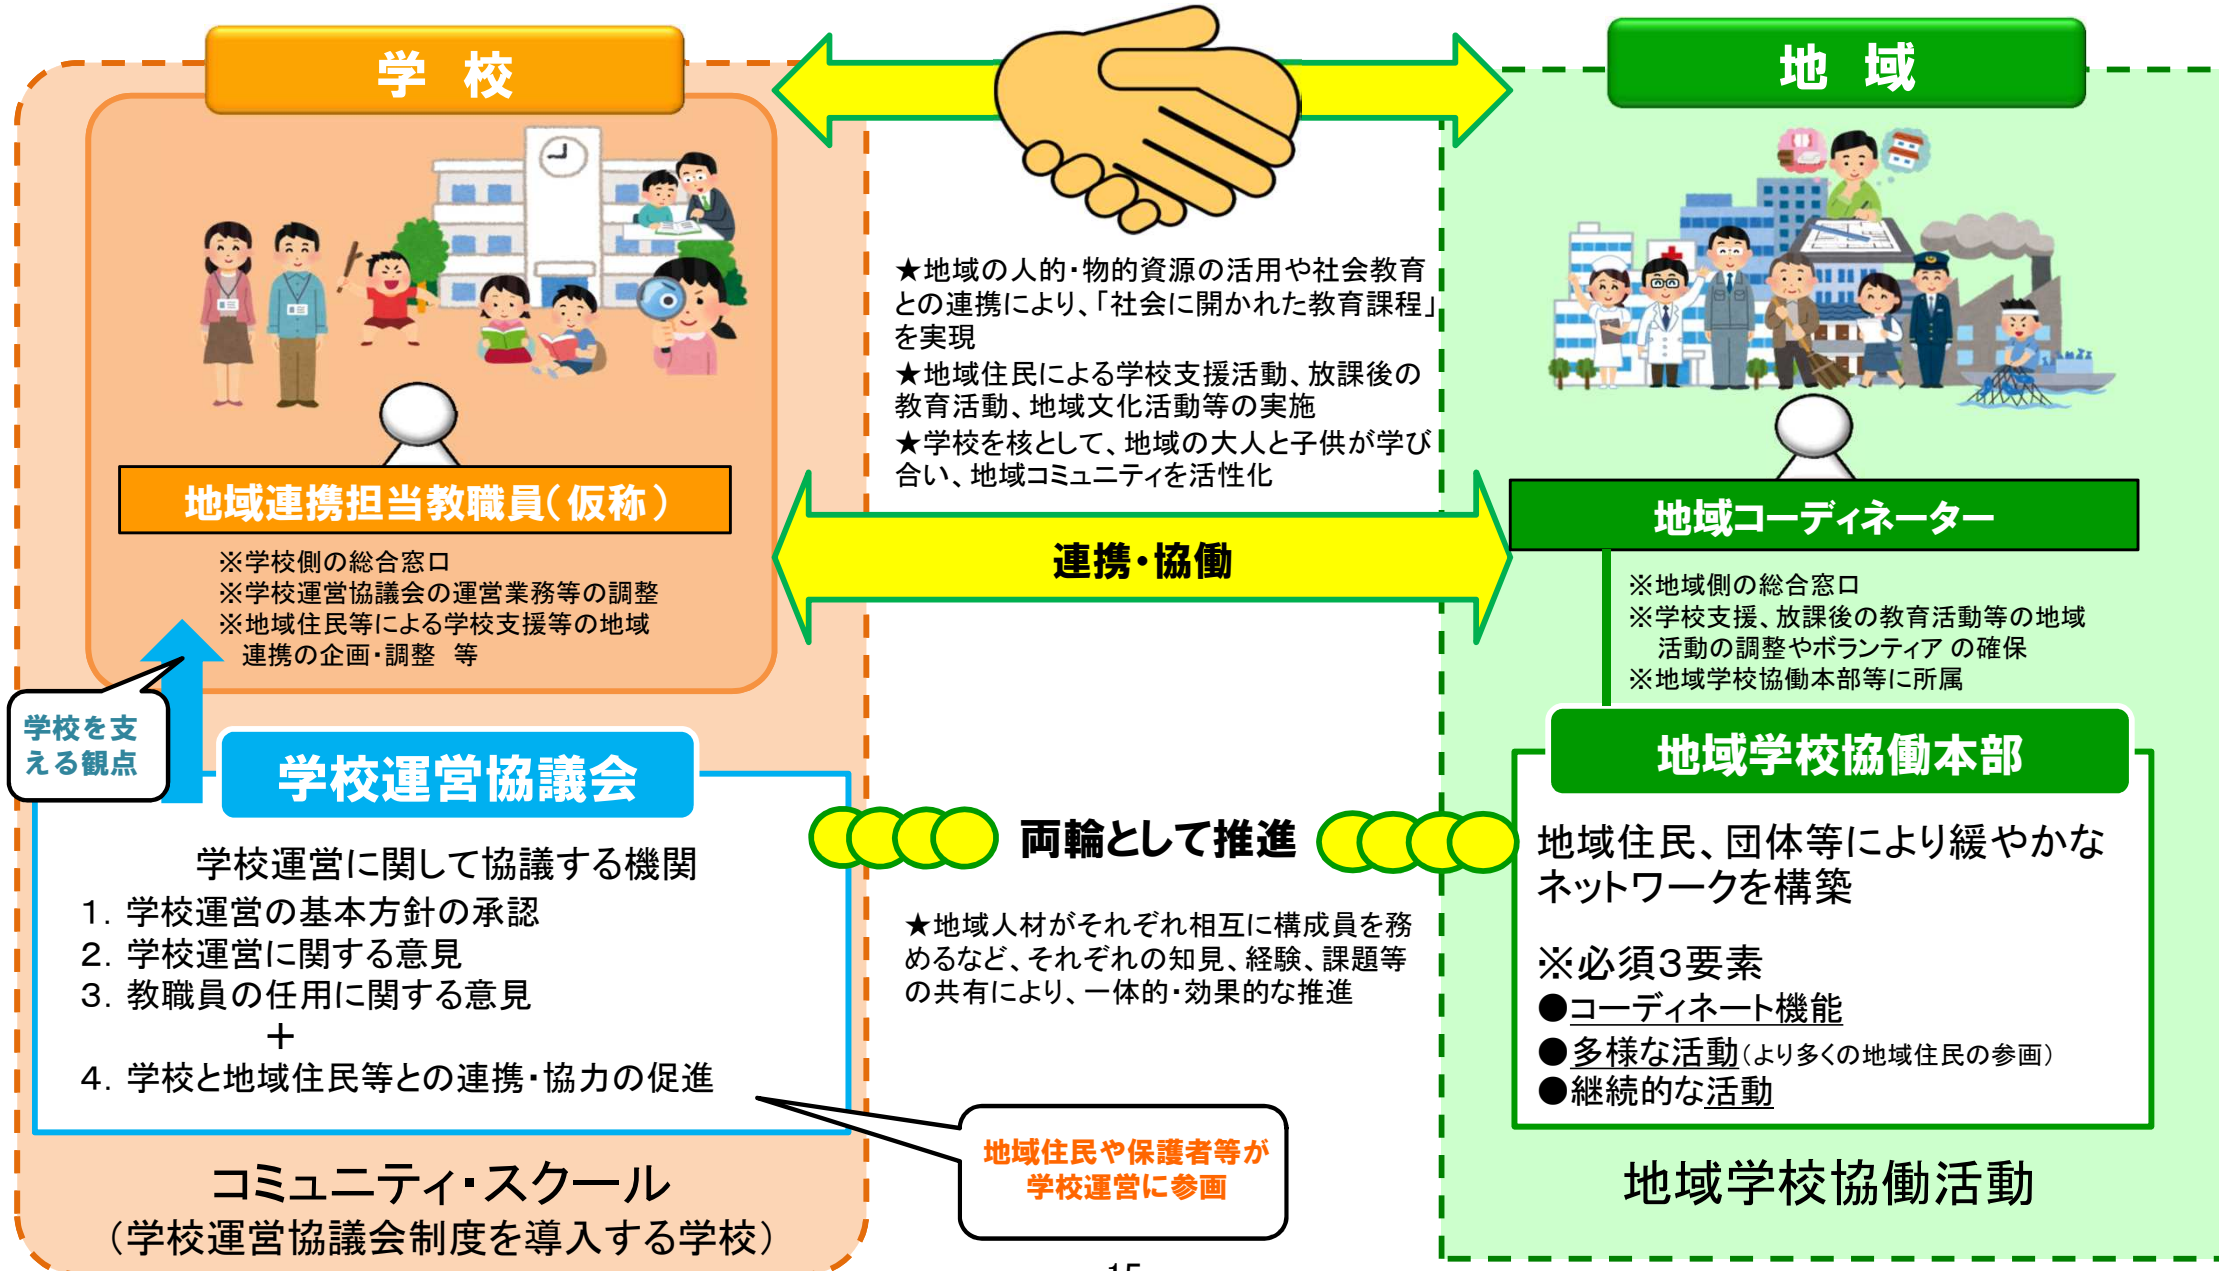 学 校
地域連携担当教職員(仮称)
※学校側の総合窓口
※学校運営協議会の運営業務等の調整
※地域住民等による学校支援等の地域
連携の企画・調整 等
学校を支
える観点
学校運営協議会
学校運営に関して協議する機関
1. 学校運営の基本方針の承認
2. 学校運営に関する意見
3. 教職員の任用に関する意見
+
4. 学校と地域住民等との連携・協力の促進
コミュニティ・スクール
(学校運営協議会制度を導入する学校)
★地域の人的・物的資源の活用や社会教育
との連携により、「社会に開かれた教育課程」
を実現
★地域住民による学校支援活動、放課後の
教育活動、地域文化活動等の実施
★学校を核として、地域の大人と子供が学び
合い、地域コミュニティを活性化
連携・協働
両輪として推進
★地域人材がそれぞれ相互に構成員を務
めるなど、それぞれの知見、経験、課題等
の共有により、一体的・効果的な推進
地域住民や保護者等が
学校運営に参画
地 域
地域コーディネーター
※地域側の総合窓口
※学校支援、放課後の教育活動等の地域
活動の調整やボランティア の確保
※地域学校協働本部等に所属
地域学校協働本部
地域住民、団体等により緩やかな
ネットワークを構築
※必須3要素
●コーディネート機能
●多様な活動(より多くの地域住民の参画)
●継続的な活動
地域学校協働活動
15